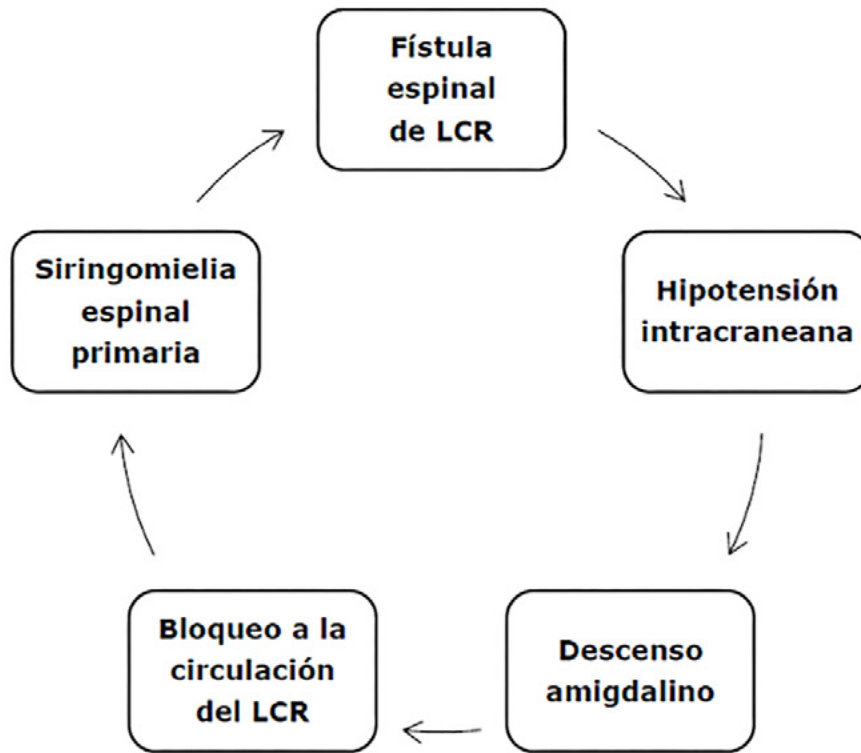 Fístula
espinal
de LCR
Hipotensión
intracraneana
Descenso
amigdalino
Bloqueo a la
circulación
del LCR
Siringomielia
espinal
primaria